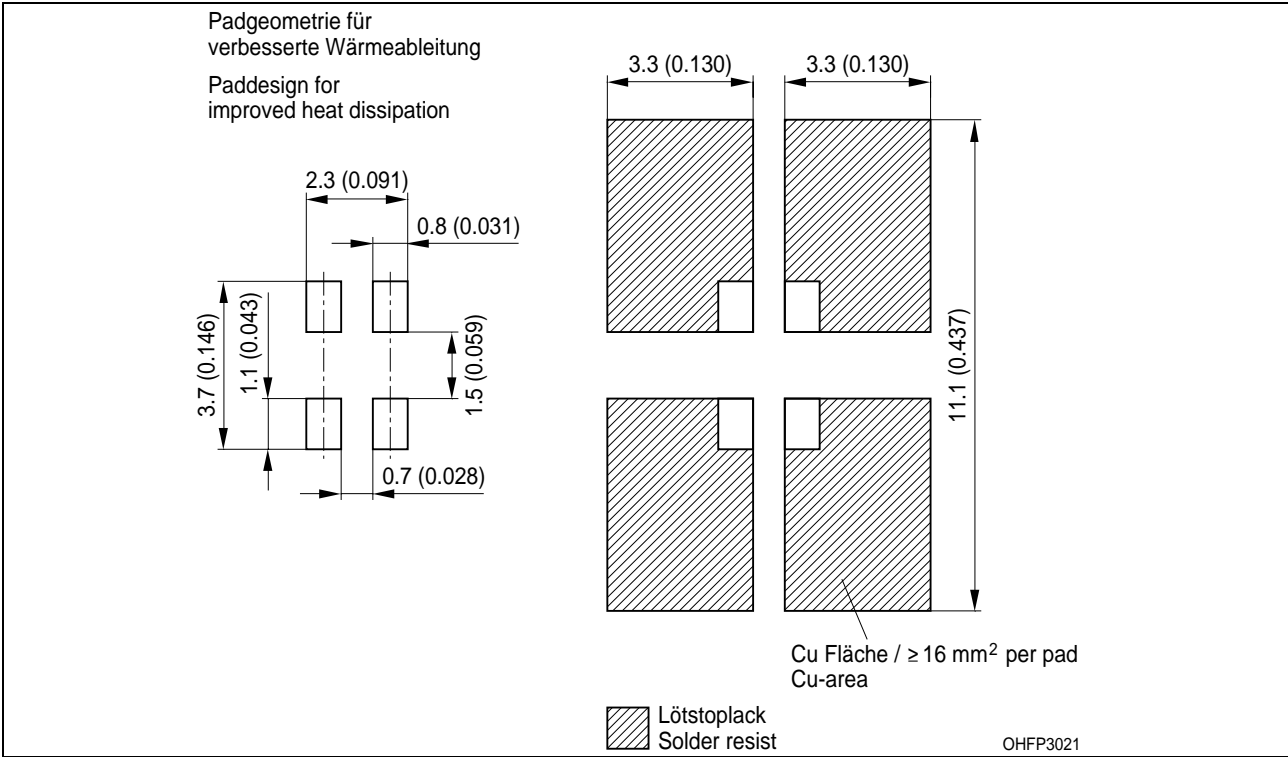 Padgeometrie für
verbesserte Wärmeableitung
Paddesign for
improved heat dissipation
3.3 (0.130)
3.3 (0.130)
2.3 (0.091)
0.8 (0.031)
3.7 (0.146)
1.1 (0.043)
1.5 (0.059)
0.7 (0.028)
11.1 (0.437)
Cu Fläche / ≥ 16 mm² per pad
Cu-area
Lötstoplack
Solder resist
OHFP3021